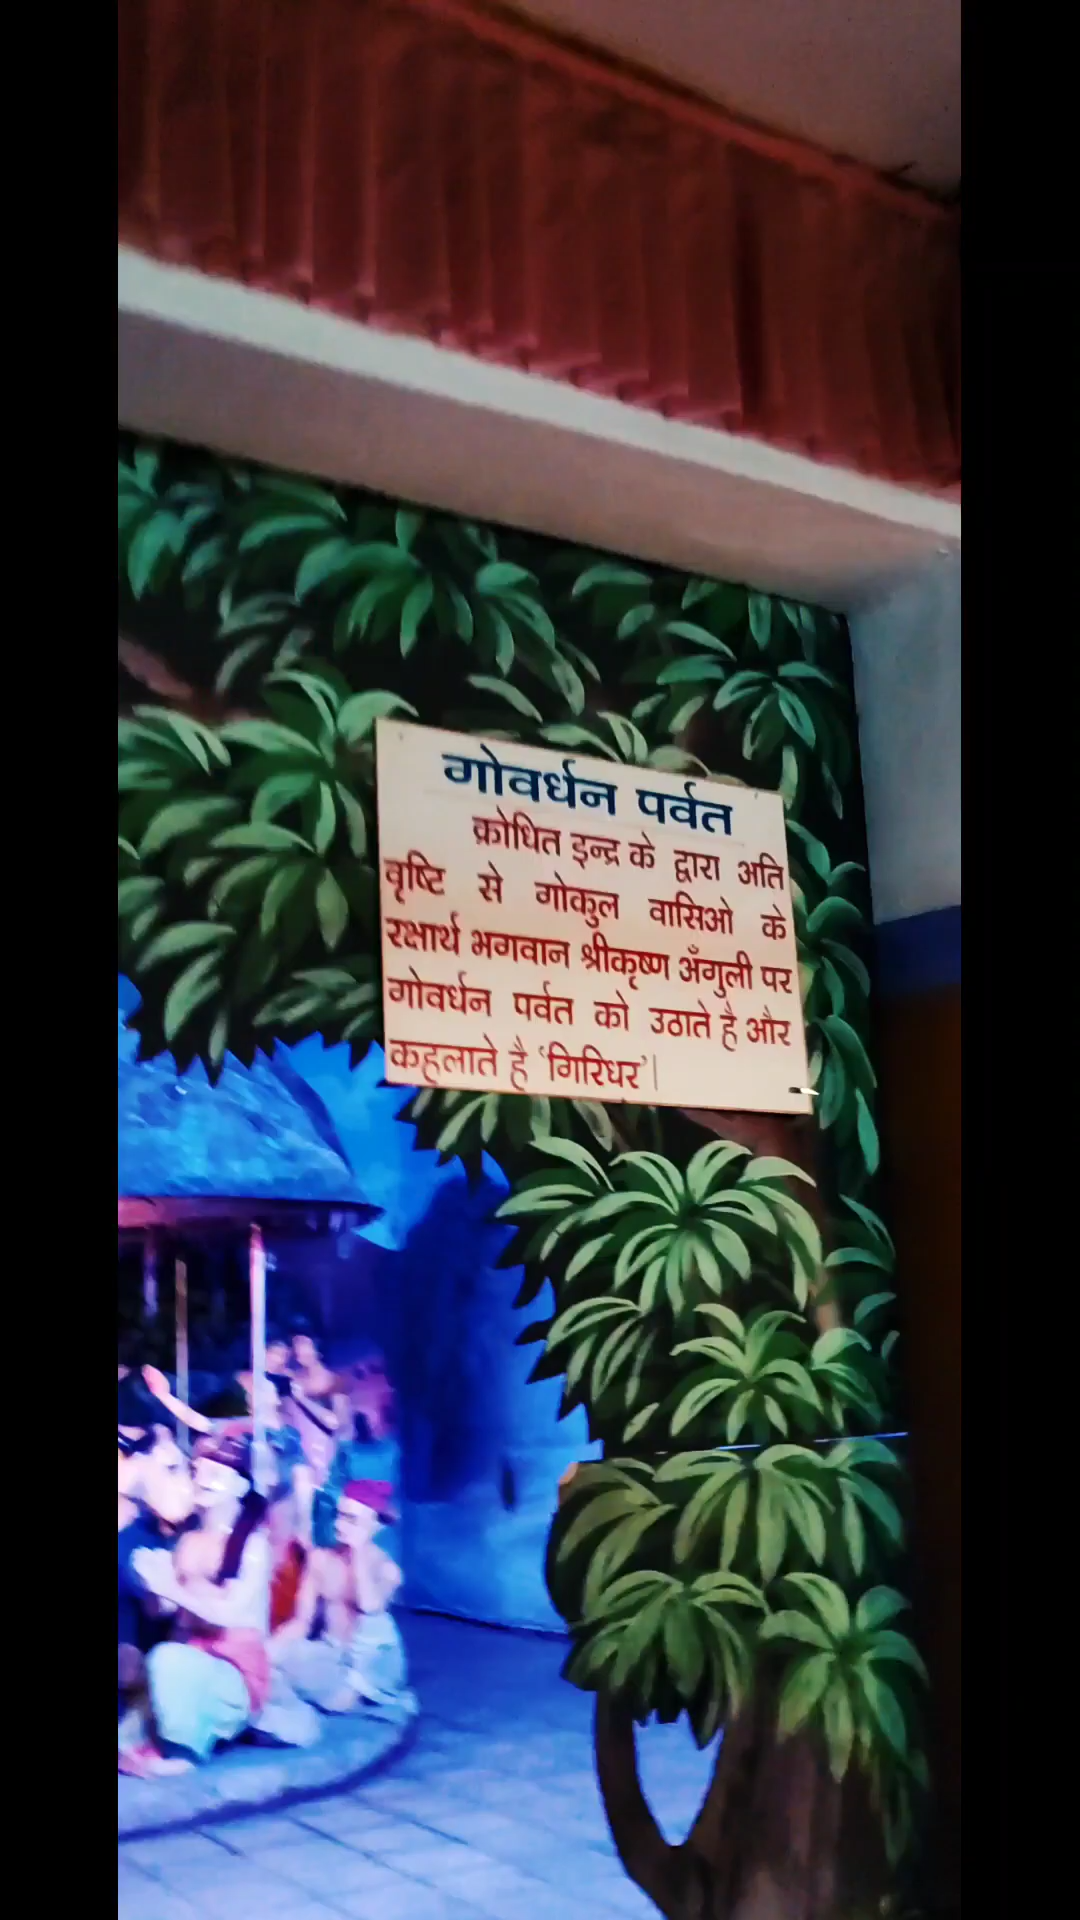 गोवर्धन पर्वत
क्रोधित इन्द्र के द्वारा अति
वृष्टि से गोकुल वासिओ के
रक्षार्थ भगवान श्रीकृष्ण अँगुली पर
गोवर्धन पर्वत को उठाते है और
कहलाते है ‘गिरिधर’।